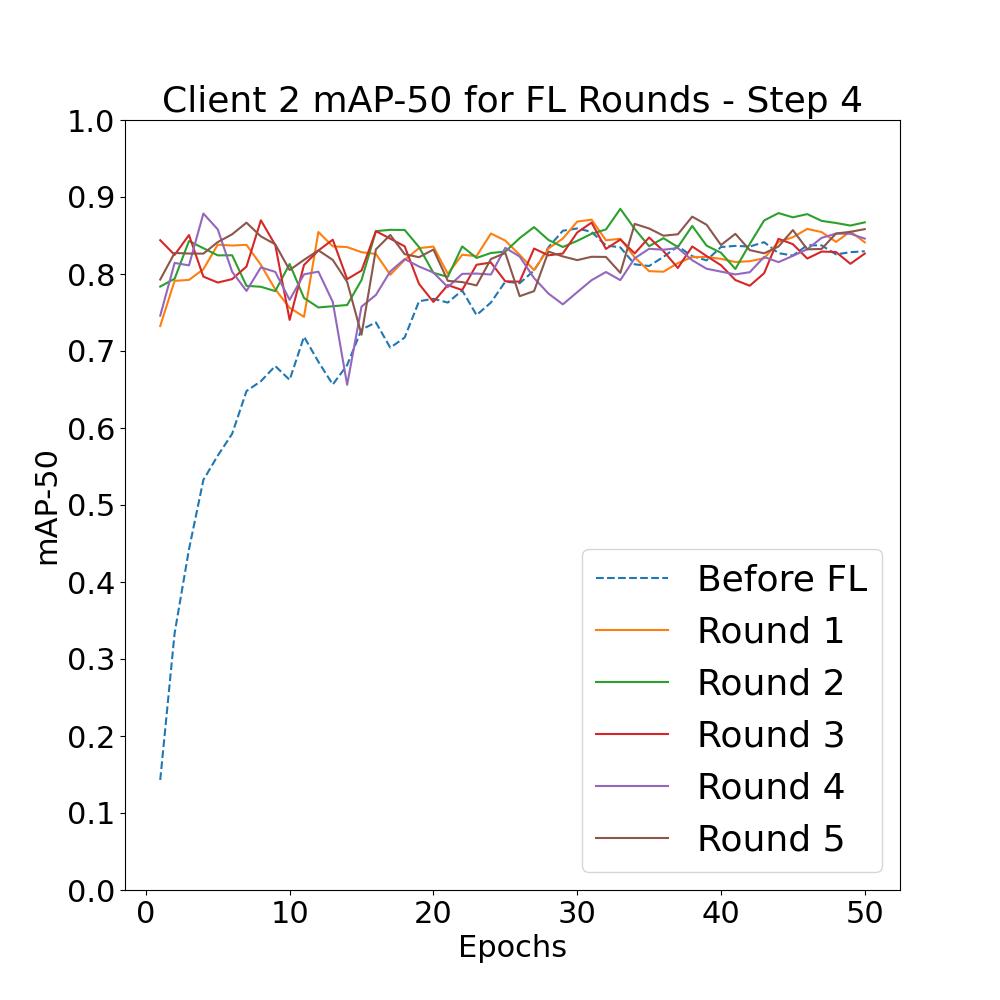 Client 2 mAP-50 for FL Rounds - Step 4
1.0
0.9
0.8
0.7
0.6
0.5
0.4
0.3
0.2
0.1
0.0
mAP-50
Before FL
Round 1
Round 2
Round 3
Round 4
Round 5
0 10 20 30 40 50
Epochs